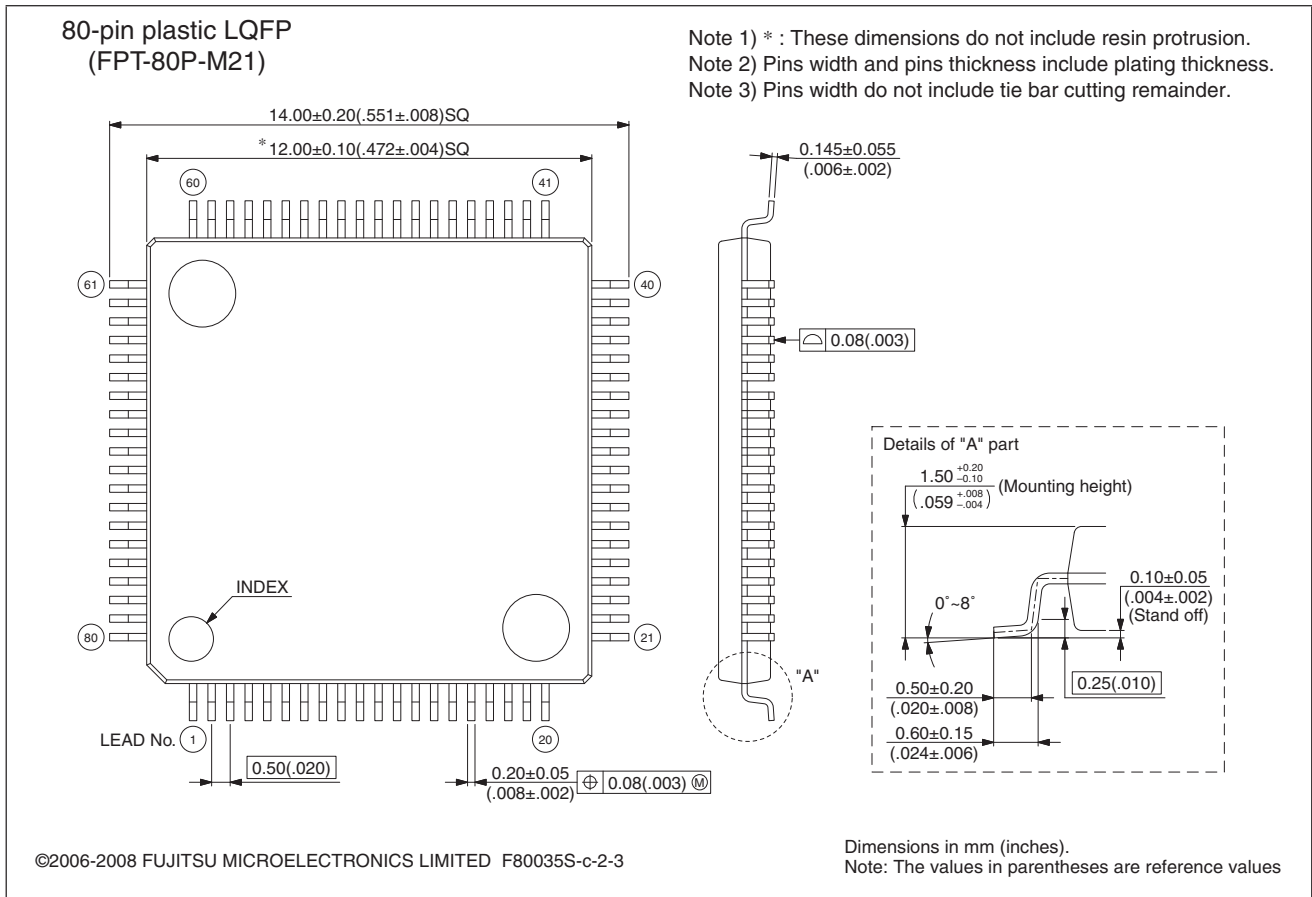 80-pin plastic LQFP
(FPT-80P-M21)
Note 1) * : These dimensions do not include resin protrusion.
Note 2) Pins width and pins thickness include plating thickness.
Note 3) Pins width do not include tie bar cutting remainder.
14.00±0.20(.551±.008)SQ
*12.00±0.10(.472±.004)SQ
60
41
61
40
INDEX
80
21
LEAD No.
1
20
0.50(.020)
0.20±0.05
(.008±.002)
⌖ 0.08(.003) Ⓜ
0.145±0.055
(.006±.002)
⌓ 0.08(.003)
"A"
Details of "A" part
1.50 +0.20 −0.10 (Mounting height)
(.059 +.008 −.004)
0˚~8˚
0.10±0.05
(.004±.002)
(Stand off)
0.25(.010)
0.50±0.20
(.020±.008)
0.60±0.15
(.024±.006)
©2006-2008 FUJITSU MICROELECTRONICS LIMITED F80035S-c-2-3
Dimensions in mm (inches).
Note: The values in parentheses are reference values